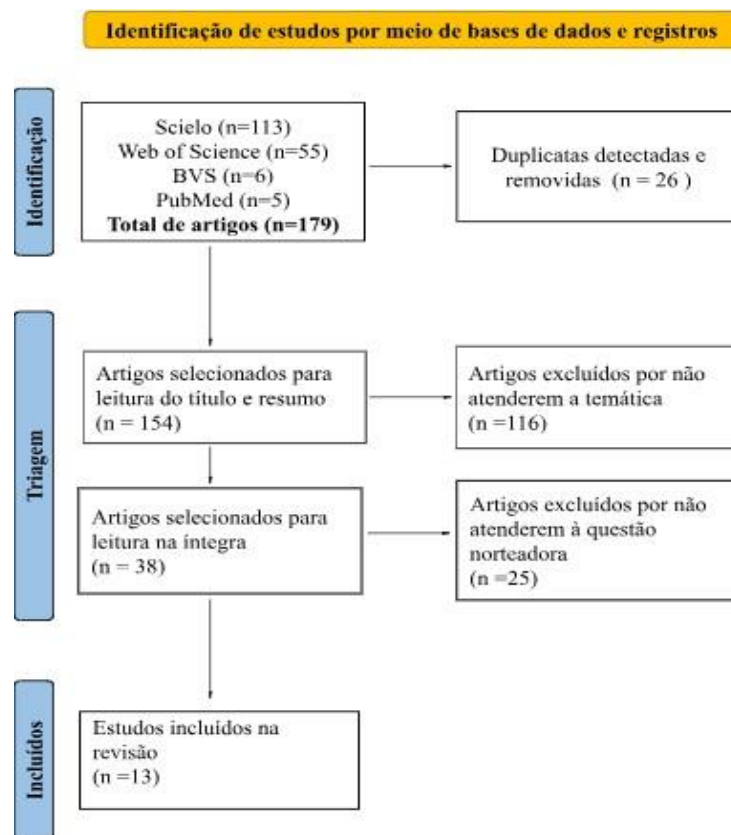 Identificação de estudos por meio de bases de dados e registros
Identificação
Scielo (n=113)
Web of Science (n=55)
BVS (n=6)
PubMed (n=5)
Total de artigos (n=179)
Duplicatas detectadas e
removidas (n = 26 )
Triagem
Artigos selecionados para
leitura do título e resumo
(n = 154)
Artigos excluídos por não
atenderem a temática
(n =116)
Artigos selecionados para
leitura na íntegra
(n = 38)
Artigos excluídos por não
atenderem à questão
norteadora
(n =25)
Incluídos
Estudos incluídos na
revisão
(n =13)